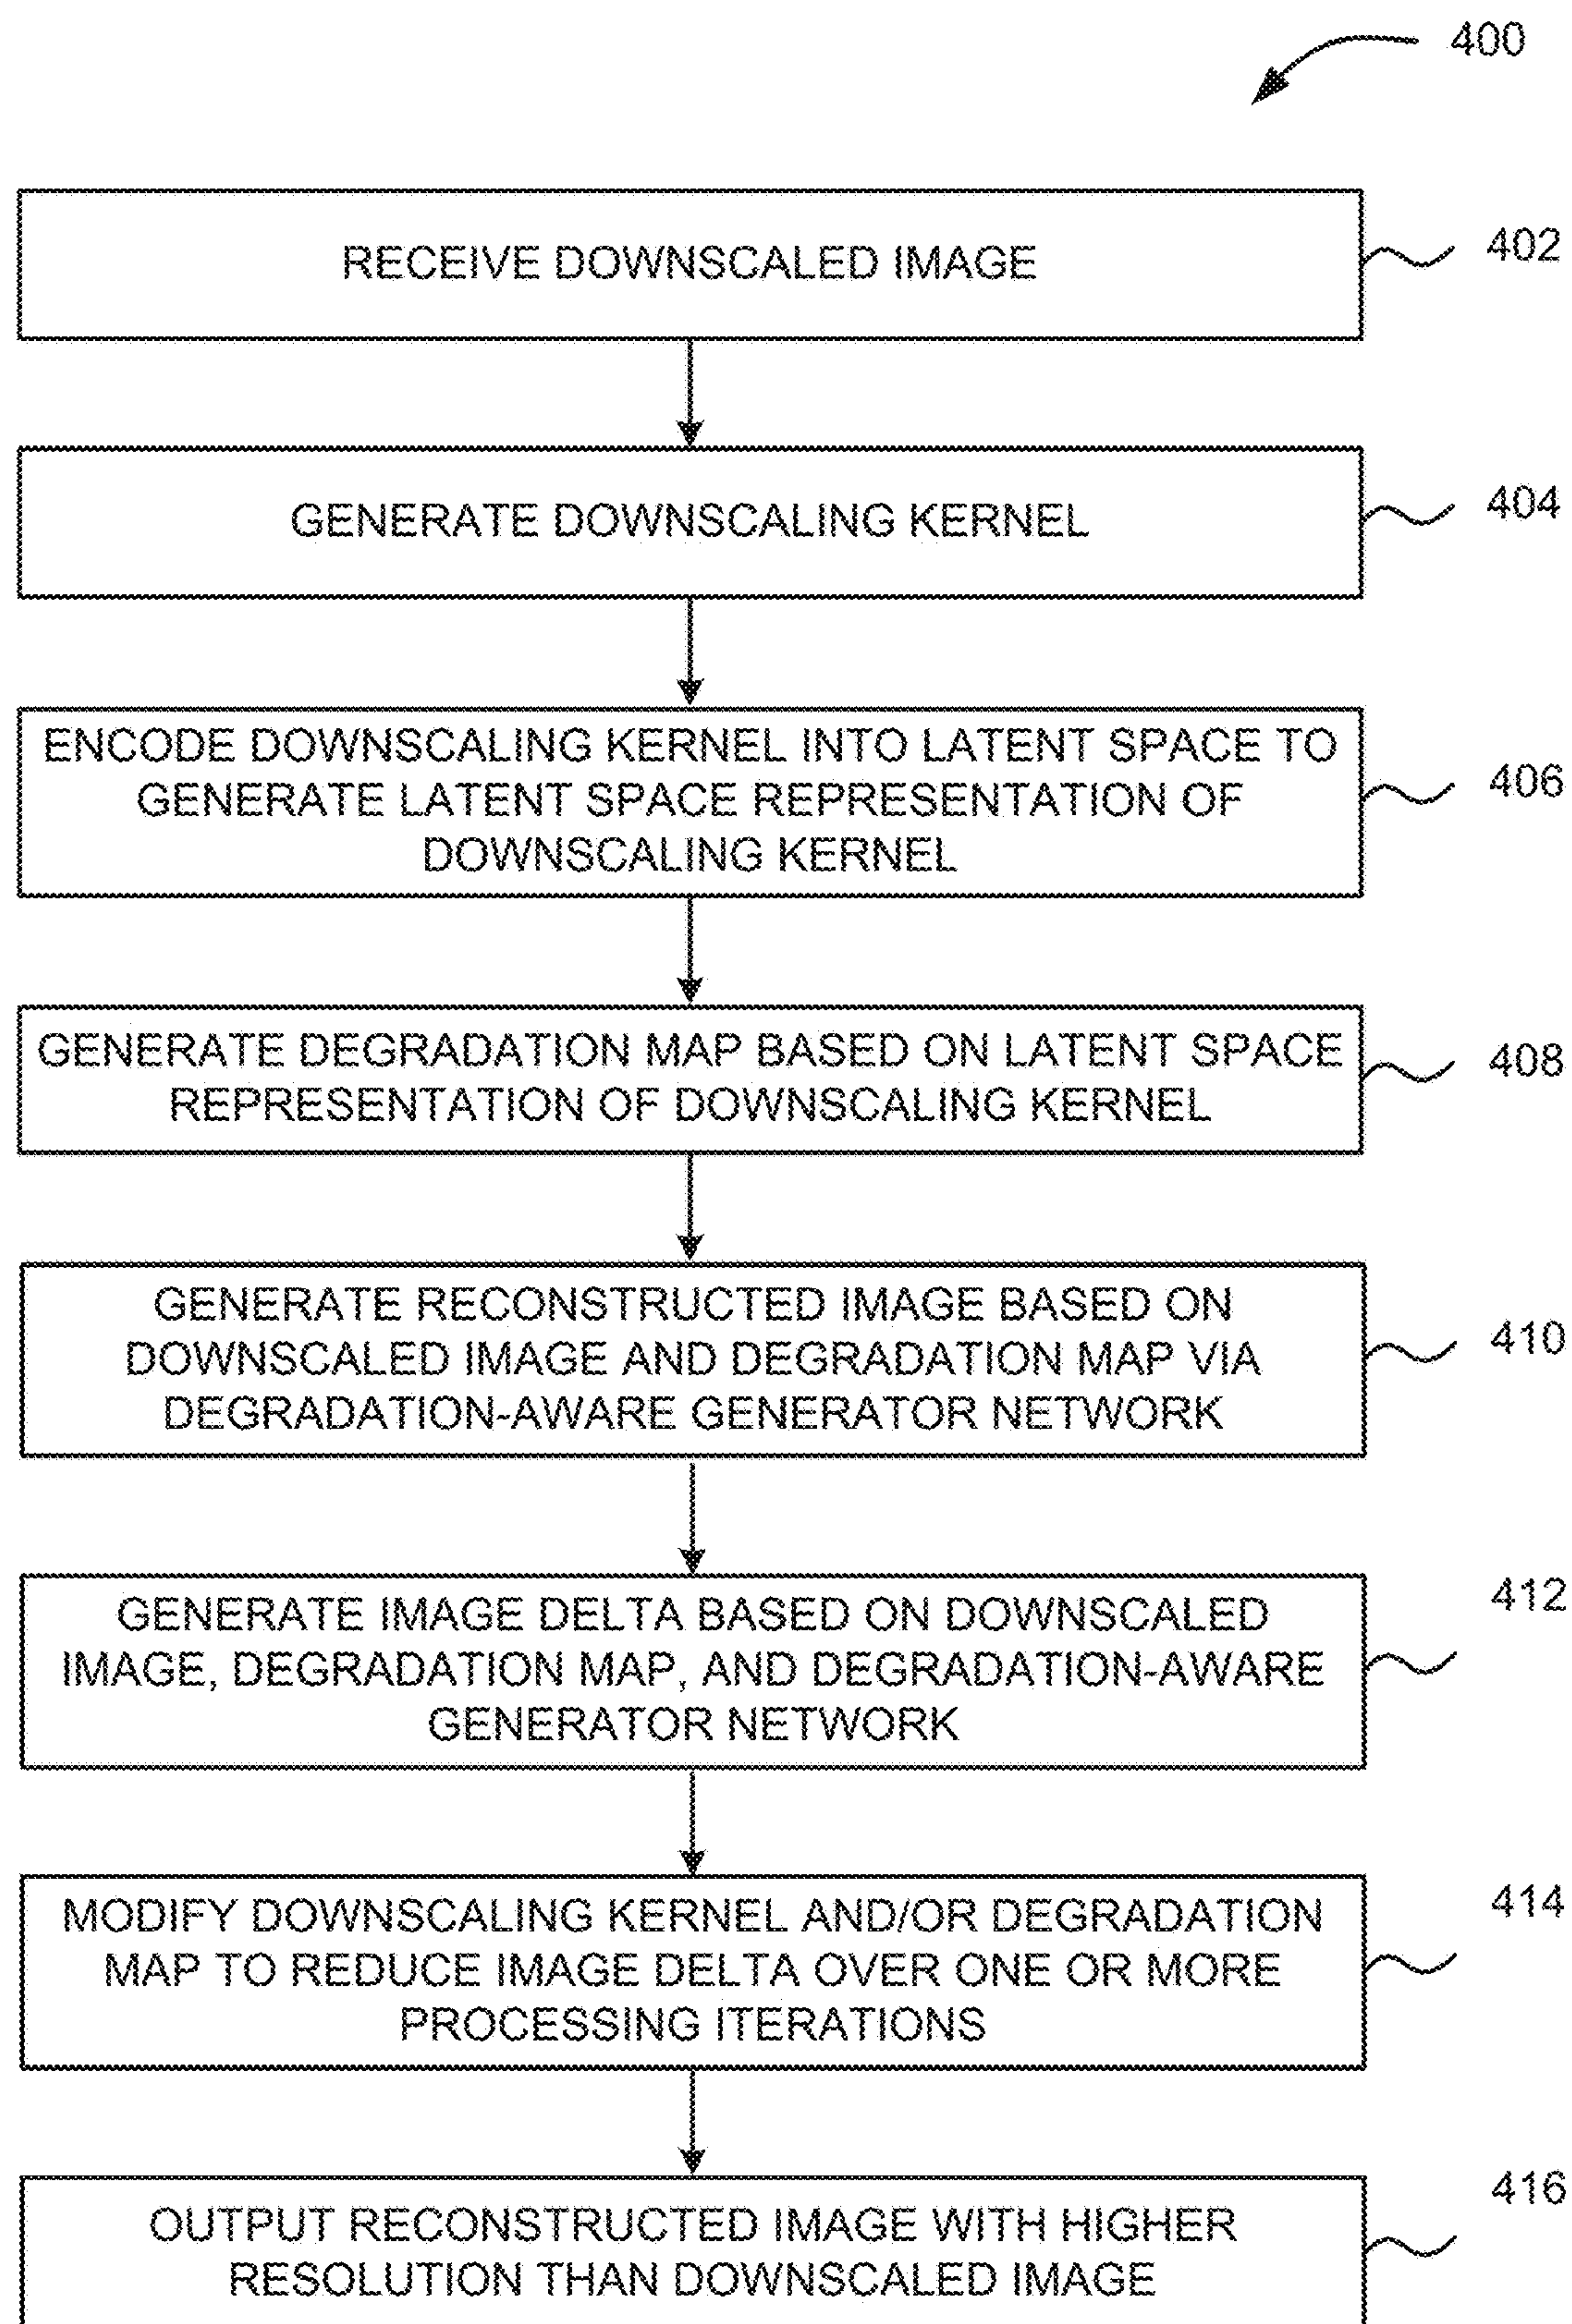 400
RECEIVE DOWNSCALED IMAGE
402
GENERATE DOWNSCALING KERNEL
404
ENCODE DOWNSCALING KERNEL INTO LATENT SPACE TO
GENERATE LATENT SPACE REPRESENTATION OF
DOWNSCALING KERNEL
406
GENERATE DEGRADATION MAP BASED ON LATENT SPACE
REPRESENTATION OF DOWNSCALING KERNEL
408
GENERATE RECONSTRUCTED IMAGE BASED ON
DOWNSCALED IMAGE AND DEGRADATION MAP VIA
DEGRADATION-AWARE GENERATOR NETWORK
410
GENERATE IMAGE DELTA BASED ON DOWNSCALED
IMAGE, DEGRADATION MAP, AND DEGRADATION-AWARE
GENERATOR NETWORK
412
MODIFY DOWNSCALING KERNEL AND/OR DEGRADATION
MAP TO REDUCE IMAGE DELTA OVER ONE OR MORE
PROCESSING ITERATIONS
414
OUTPUT RECONSTRUCTED IMAGE WITH HIGHER
RESOLUTION THAN DOWNSCALED IMAGE
416